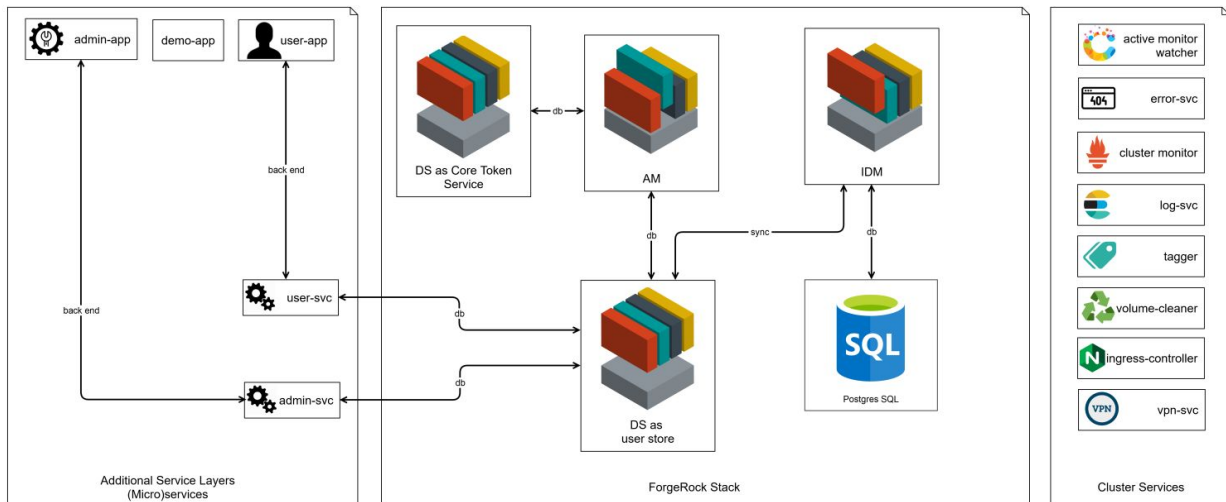 admin-app
demo-app
user-app
back end
back end
user-svc
admin-svc
Additional Service Layers
(Micro)services
DS as Core Token
Service
db
AM
IDM
db
sync
db
db
db
DS as
user store
SQL
Postgres SQL
ForgeRock Stack
active monitor
watcher
404
error-svc
cluster monitor
log-svc
tagger
volume-cleaner
N
ingress-controller
VPN
vpn-svc
Cluster Services